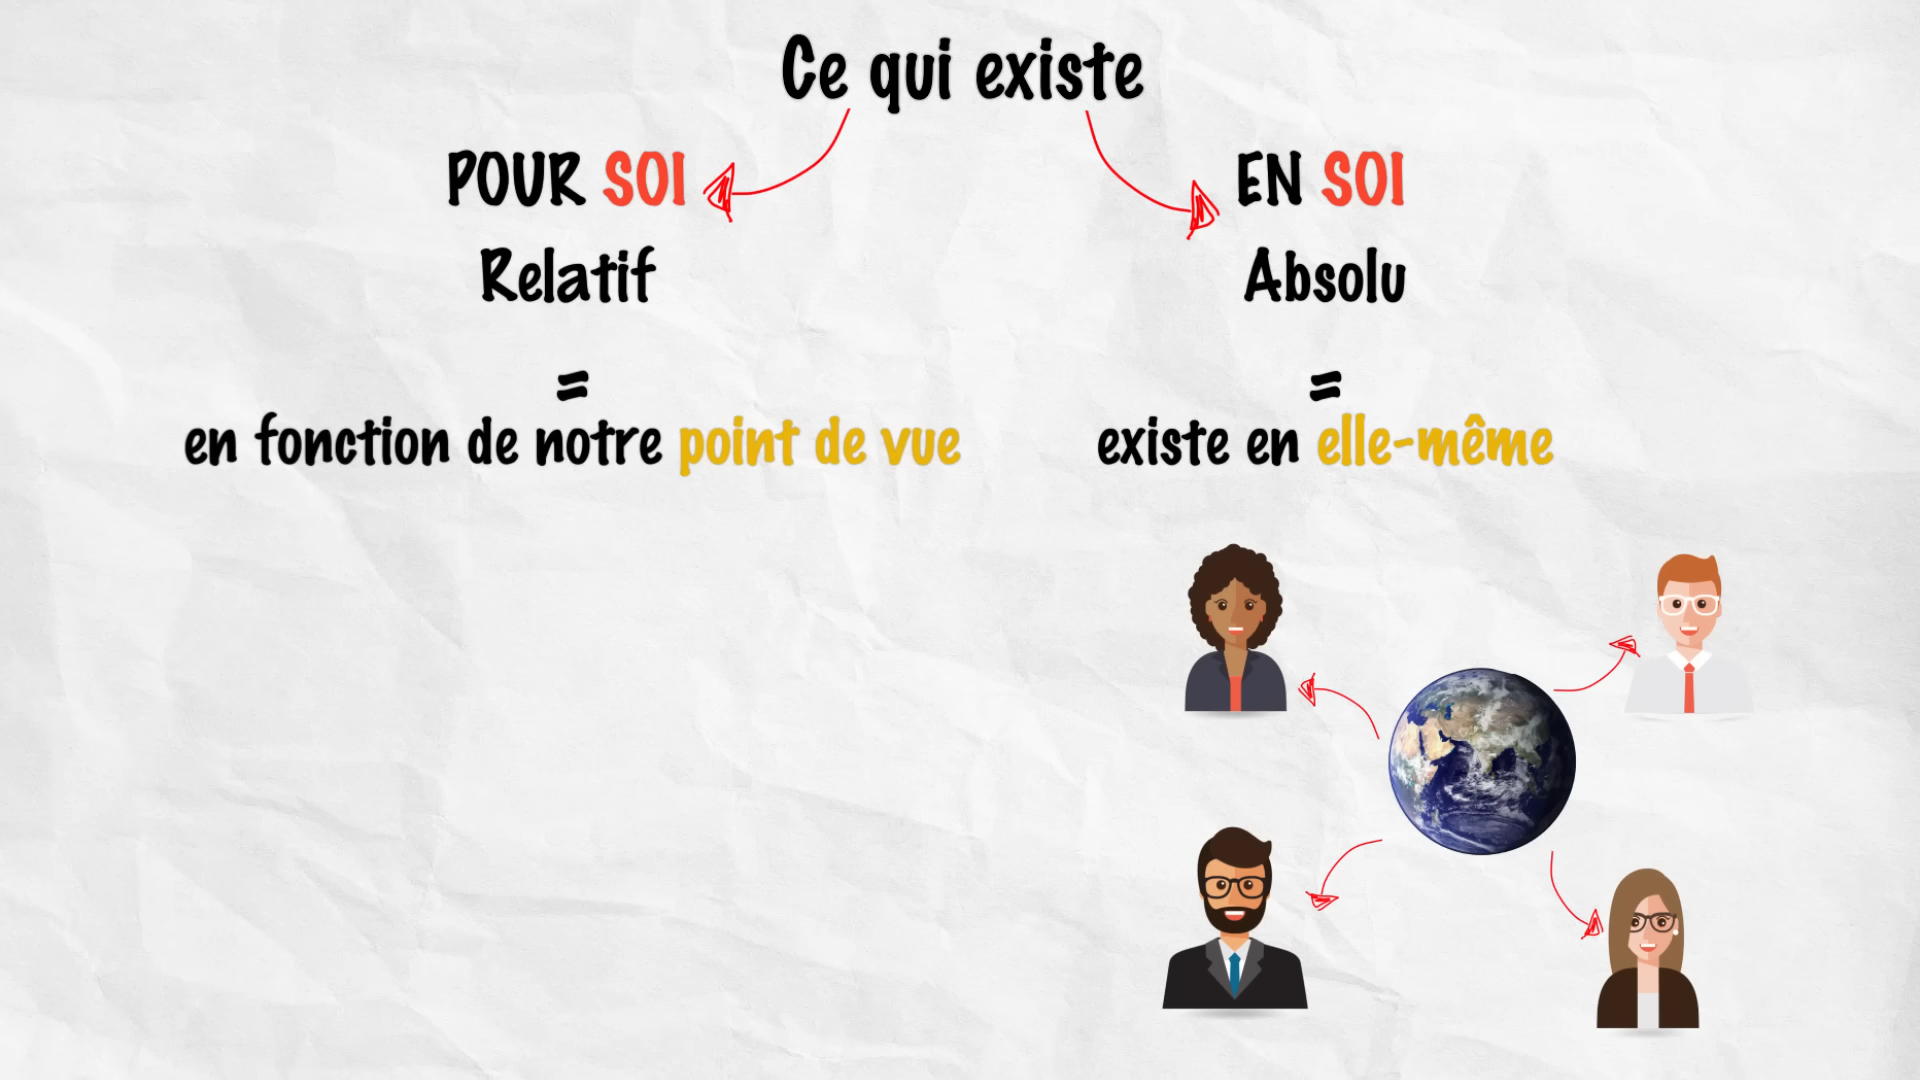 Ce qui existe
POUR SOI
EN SOI
Relatif
Absolu
=
=
en fonction de notre point de vue
existe en elle-même